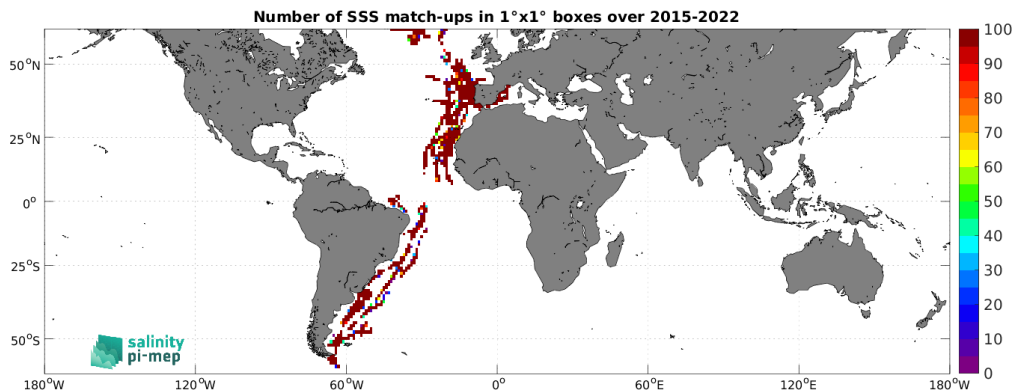 Number of SSS match-ups in 1°x1° boxes over 2015-2022
50°N
25°N
0°
25°S
50°S
180°W
120°W
60°W
0°
60°E
120°E
180°W
100
90
80
70
60
50
40
30
20
10
0
salinity
pi-mep